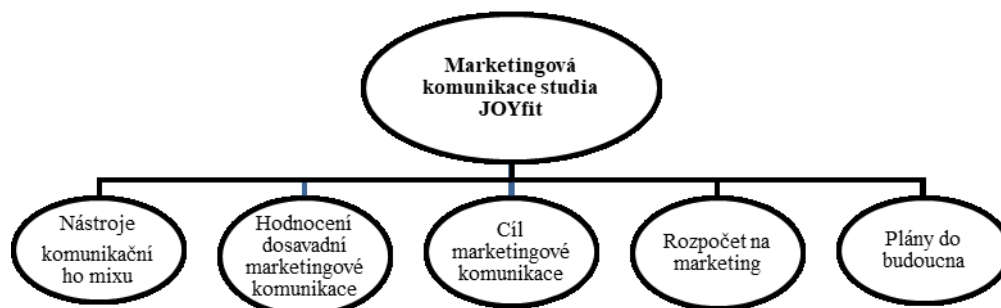 Marketingová
komunikace studia
JOYfit
Nástroje
komunikační
ho mixu
Hodnocení
dosavadní
marketingové
komunikace
Cíl
marketingové
komunikace
Rozpočet na
marketing
Plány do
budoucna